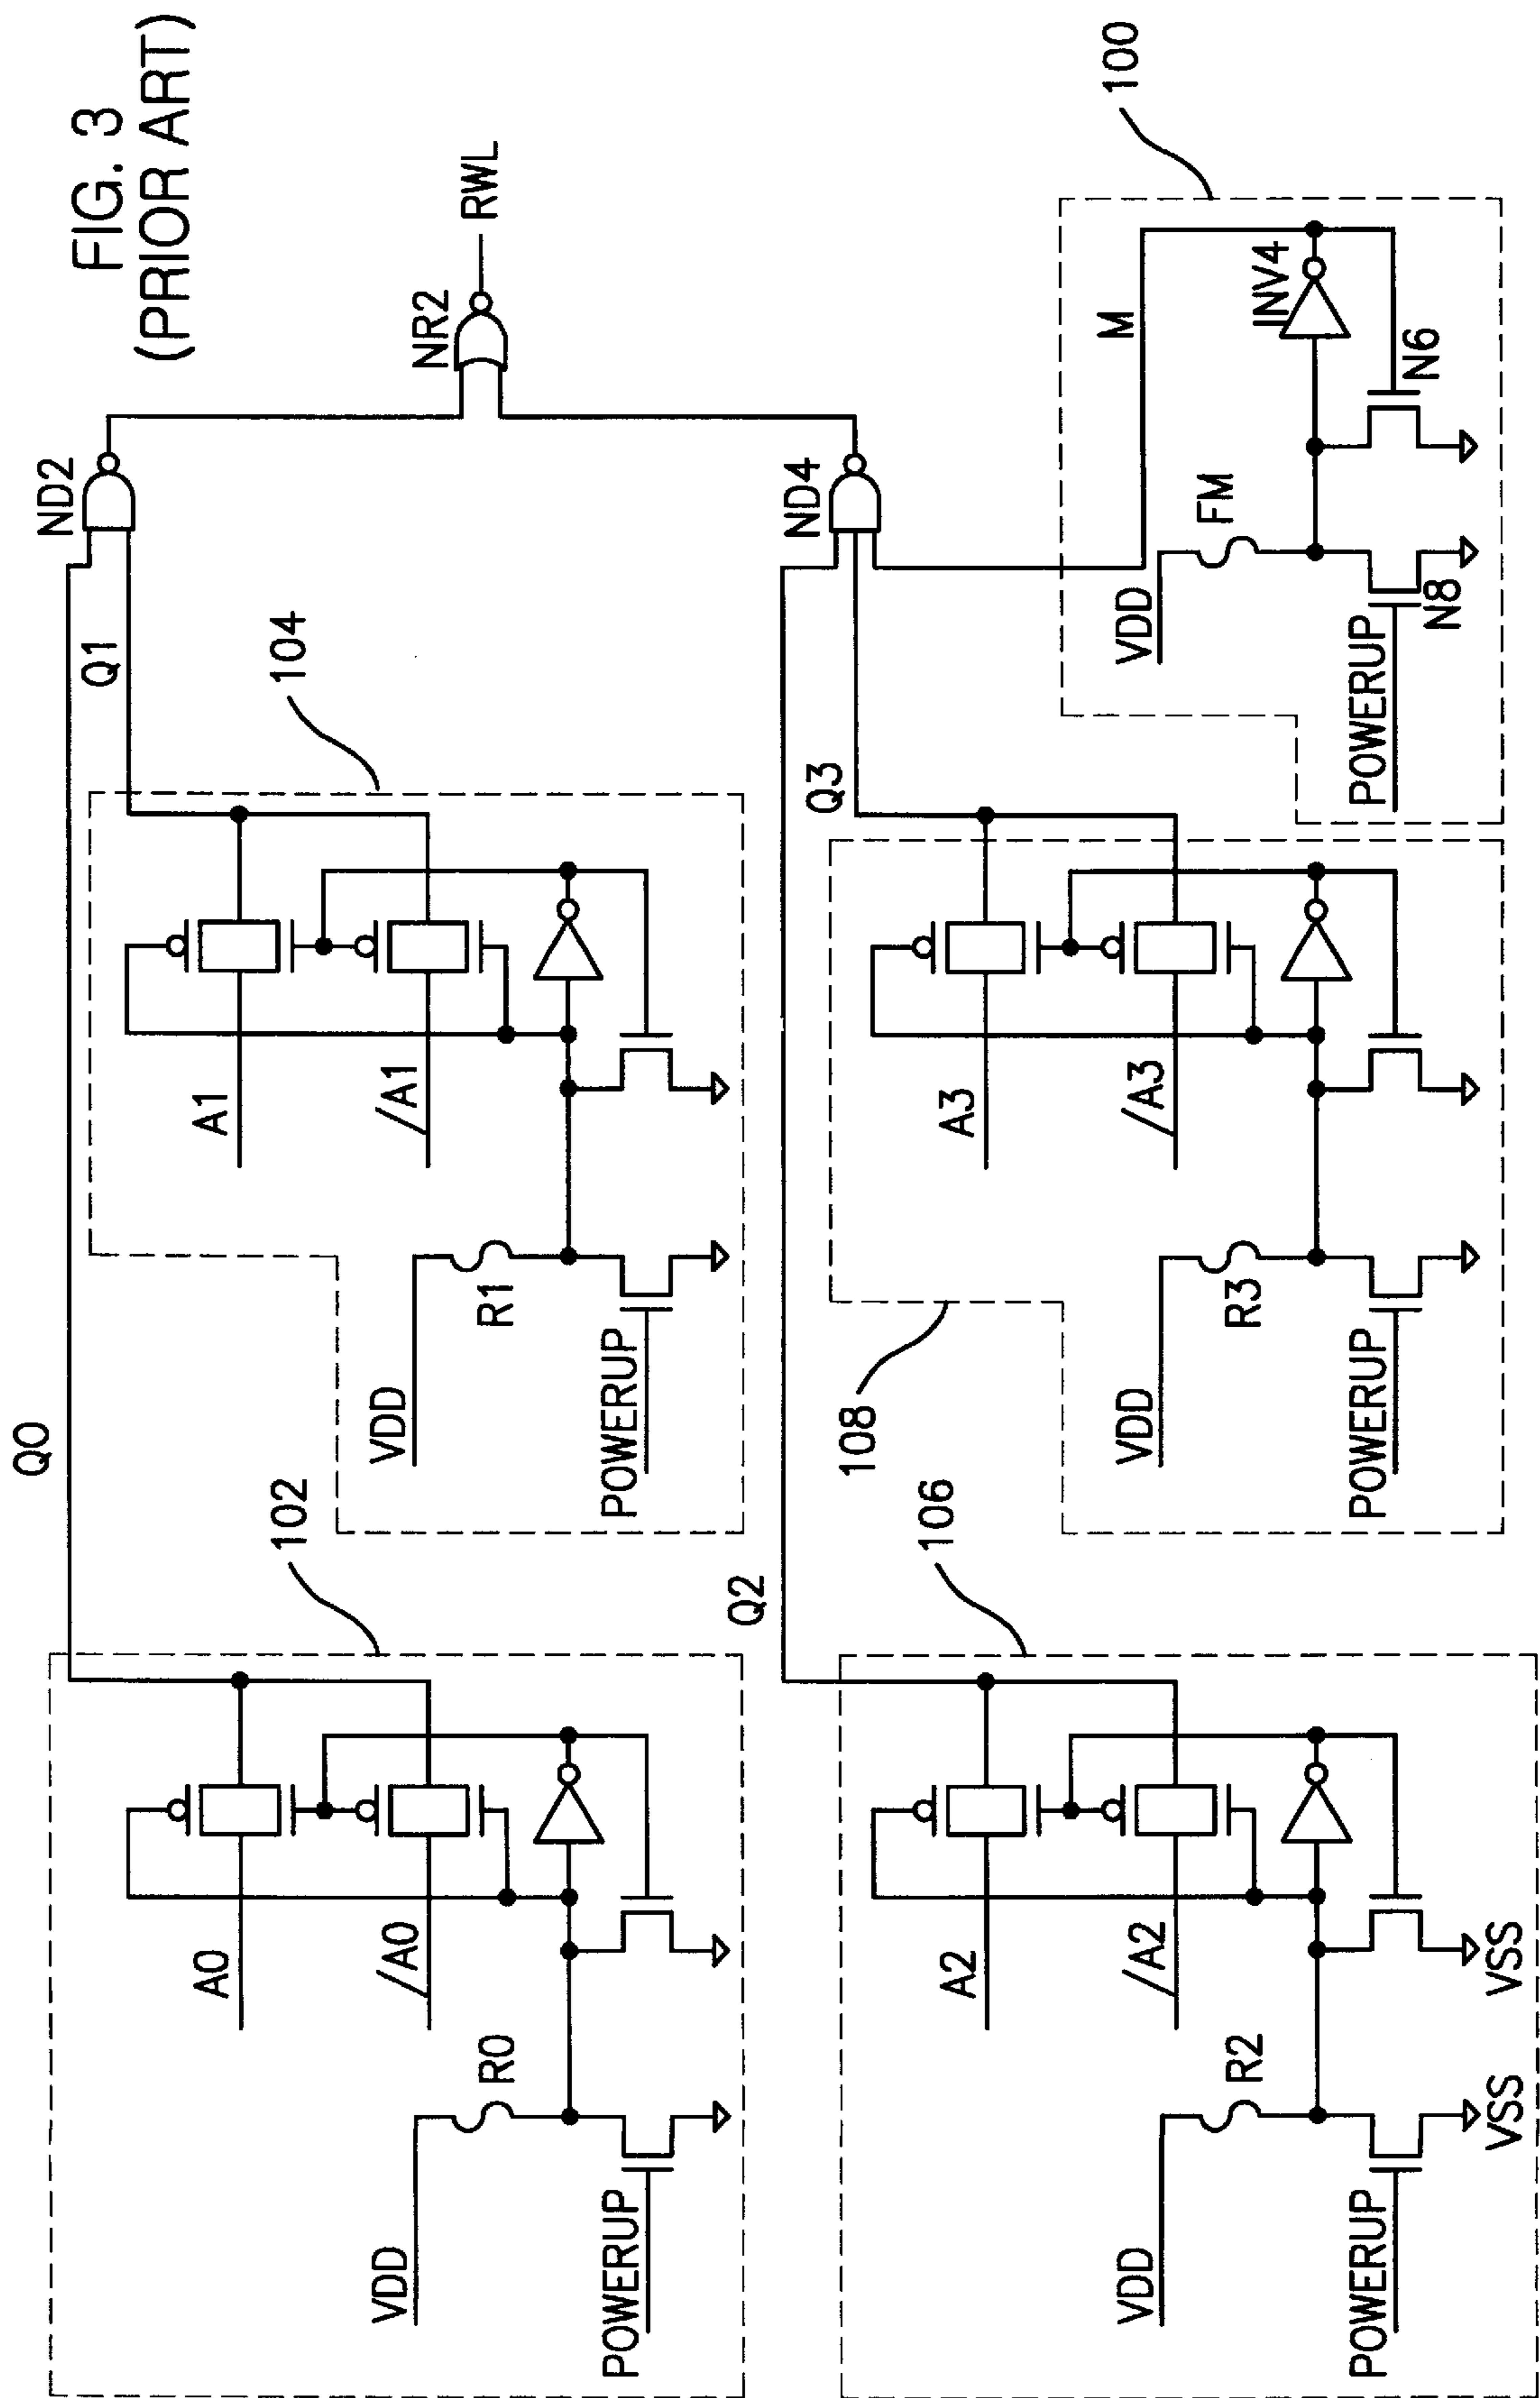 FIG. 3
(PRIOR ART)
Q0
Q1
ND2
NR2
RWL
102
A0
/A0
R0
VDD
POWERUP
104
A1
/A1
R1
VDD
POWERUP
Q2
Q3
ND4
106
A2
/A2
R2
VDD
POWERUP
VSS
VSS
108
A3
/A3
R3
VDD
POWERUP
100
M
INV4
FM
VDD
N6
N8
POWERUP